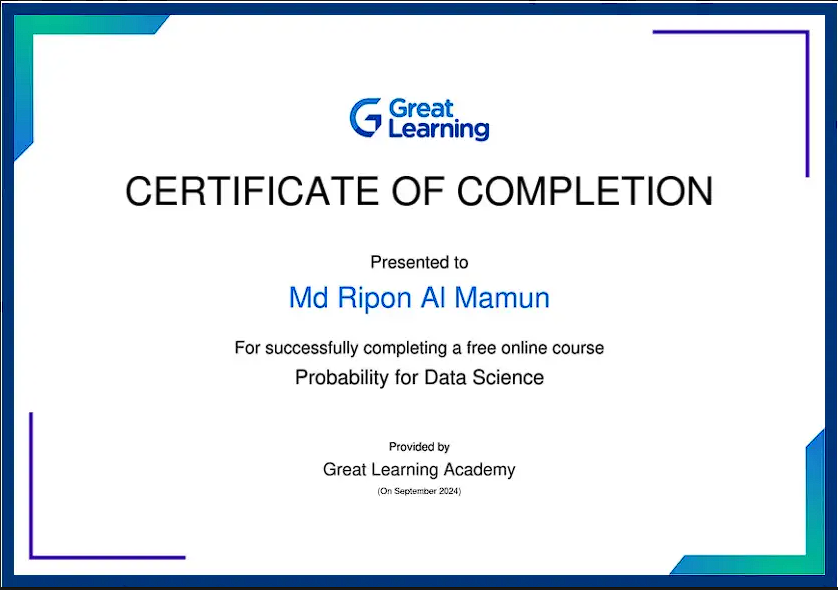 Great
Learning
CERTIFICATE OF COMPLETION
Presented to
Md Ripon Al Mamun
For successfully completing a free online course
Probability for Data Science
Provided by
Great Learning Academy
(On September 2024)